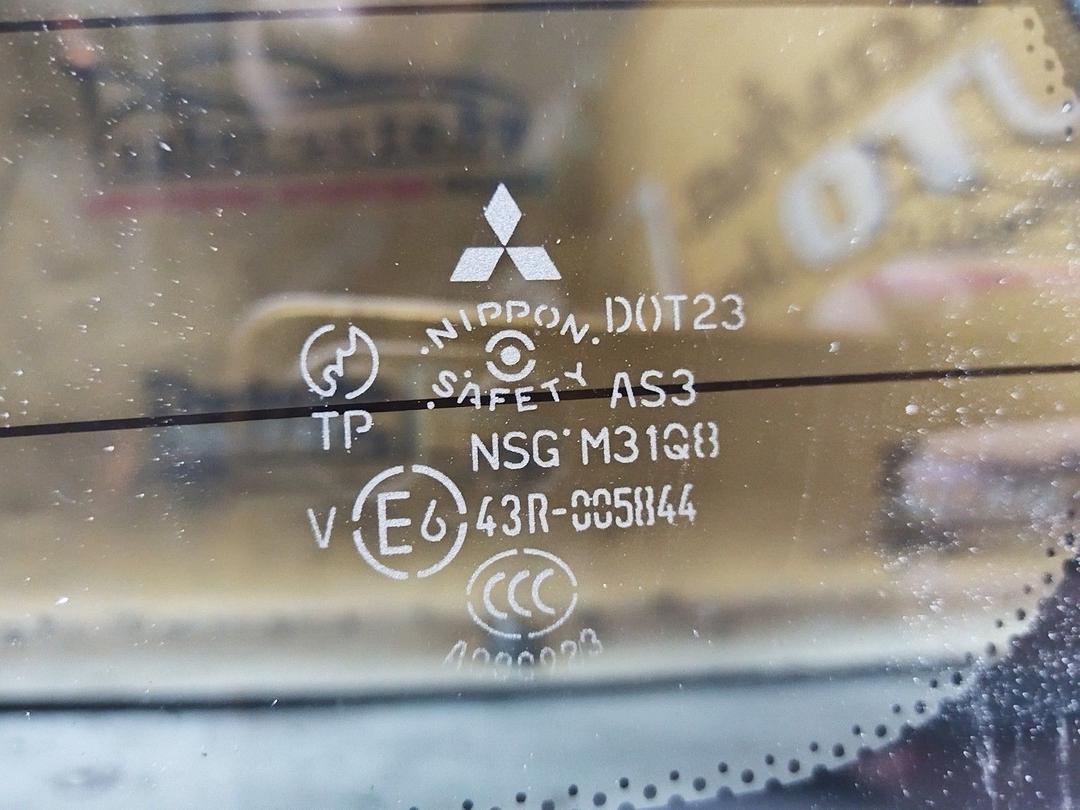 NIPPON DOT23
SAFETY AS3
TP
NSG M31Q8
V E6 43R-005844
CCC